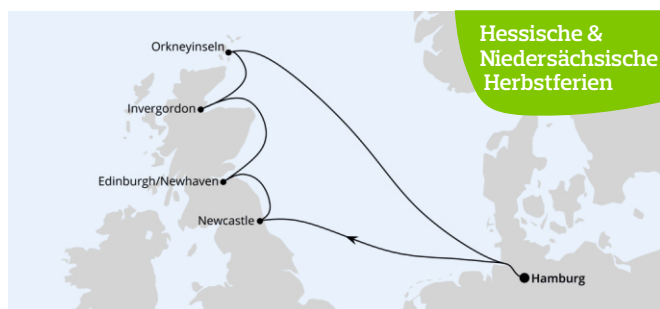 Hessische &
Niedersächsische
Herbstferien
Orkneyinseln
Invergordon
Edinburgh/Newhaven
Newcastle
Hamburg